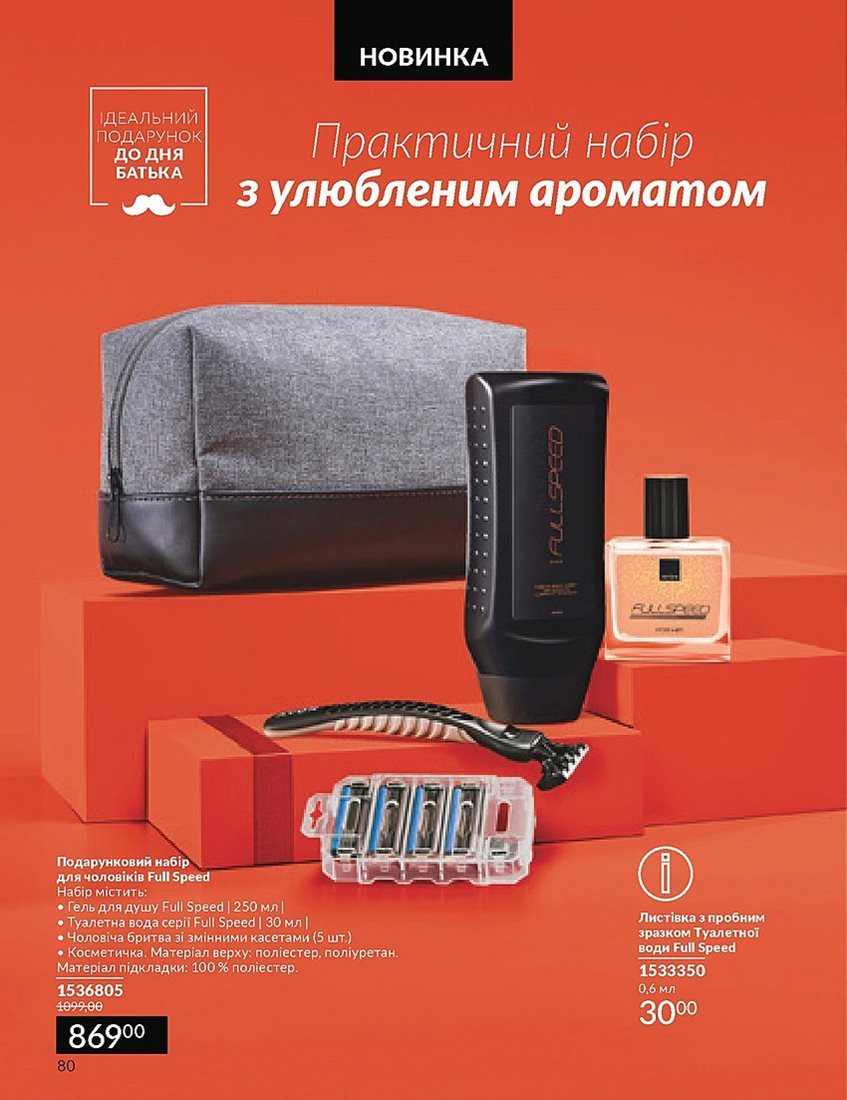 НОВИНКА
ІДЕАЛЬНИЙ
ПОДАРУНОК
ДО ДНЯ
БАТЬКА
Практичний набір
з улюбленим ароматом
FULL SPEED
FULL SPEED
FOR MEN
Подарунковий набір
для чоловіків Full Speed
Набір містить:
• Гель для душу Full Speed | 250 мл |
• Туалетна вода серії Full Speed | 30 мл |
• Чоловіча бритва зі змінними касетами (5 шт.)
• Косметичка. Матеріал верху: поліестер, поліуретан.
Матеріал підкладки: 100 % поліестер.
1536805
1099,00
869⁰⁰
Листівка з пробним
зразком Туалетної
води Full Speed
1533350
0,6 мл
30⁰⁰
80